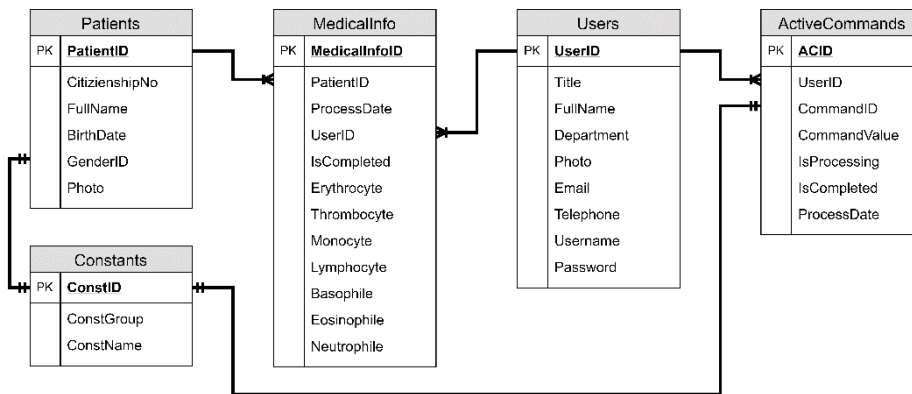 Patients
PK PatientID
CitizienshipNo
FullName
BirthDate
GenderID
Photo
Constants
PK ConstID
ConstGroup
ConstName
MedicalInfo
PK MedicalInfoID
PatientID
ProcessDate
UserID
IsCompleted
Erythrocyte
Thrombocyte
Monocyte
Lymphocyte
Basophile
Eosinophile
Neutrophile
Users
PK UserID
Title
FullName
Department
Photo
Email
Telephone
Username
Password
ActiveCommands
PK ACID
UserID
CommandID
CommandValue
IsProcessing
IsCompleted
ProcessDate